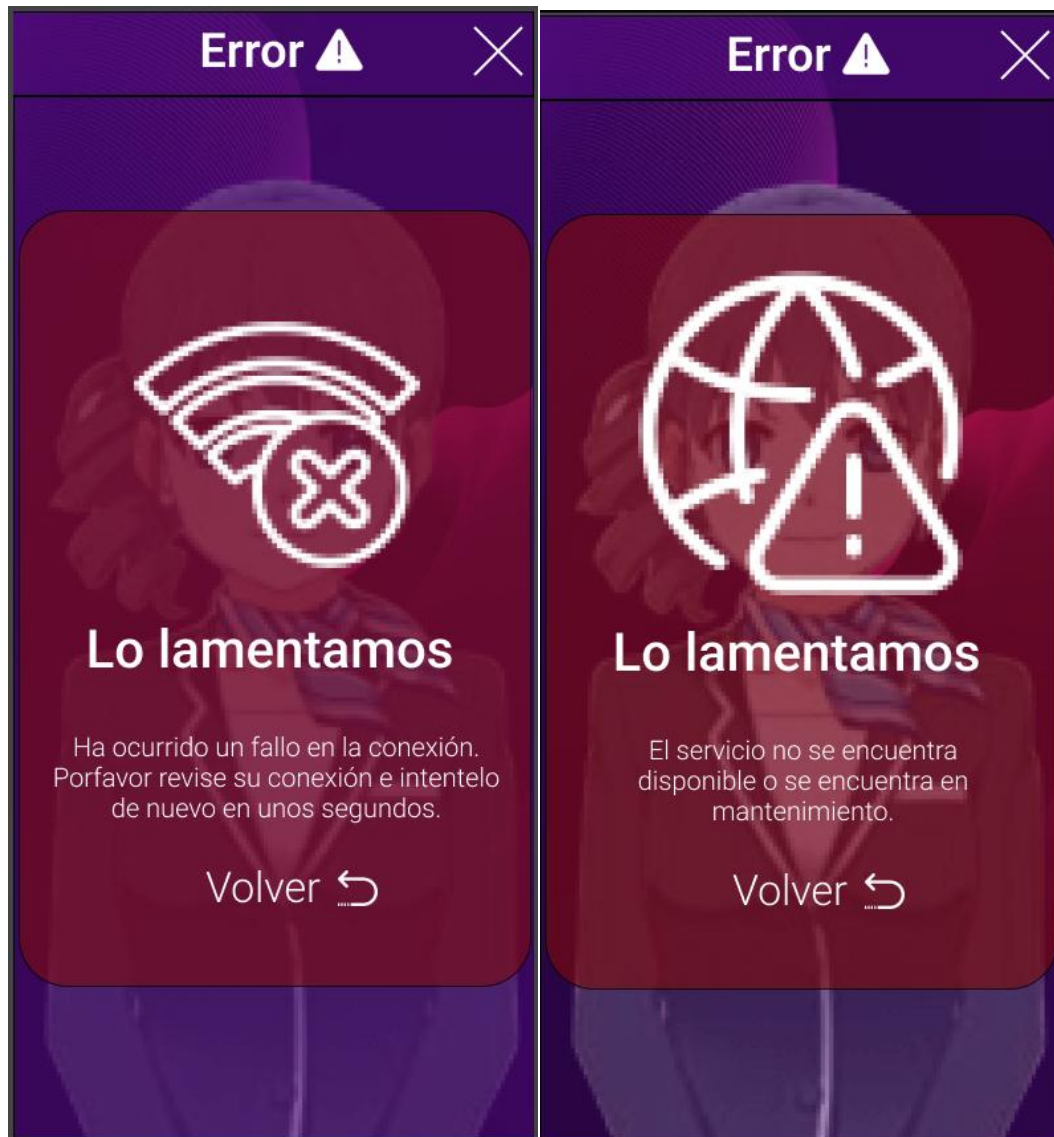 Error
Lo lamentamos
Ha ocurrido un fallo en la conexión.
Porfavor revise su conexión e intentelo
de nuevo en unos segundos.
Volver
Error
Lo lamentamos
El servicio no se encuentra
disponible o se encuentra en
mantenimiento.
Volver